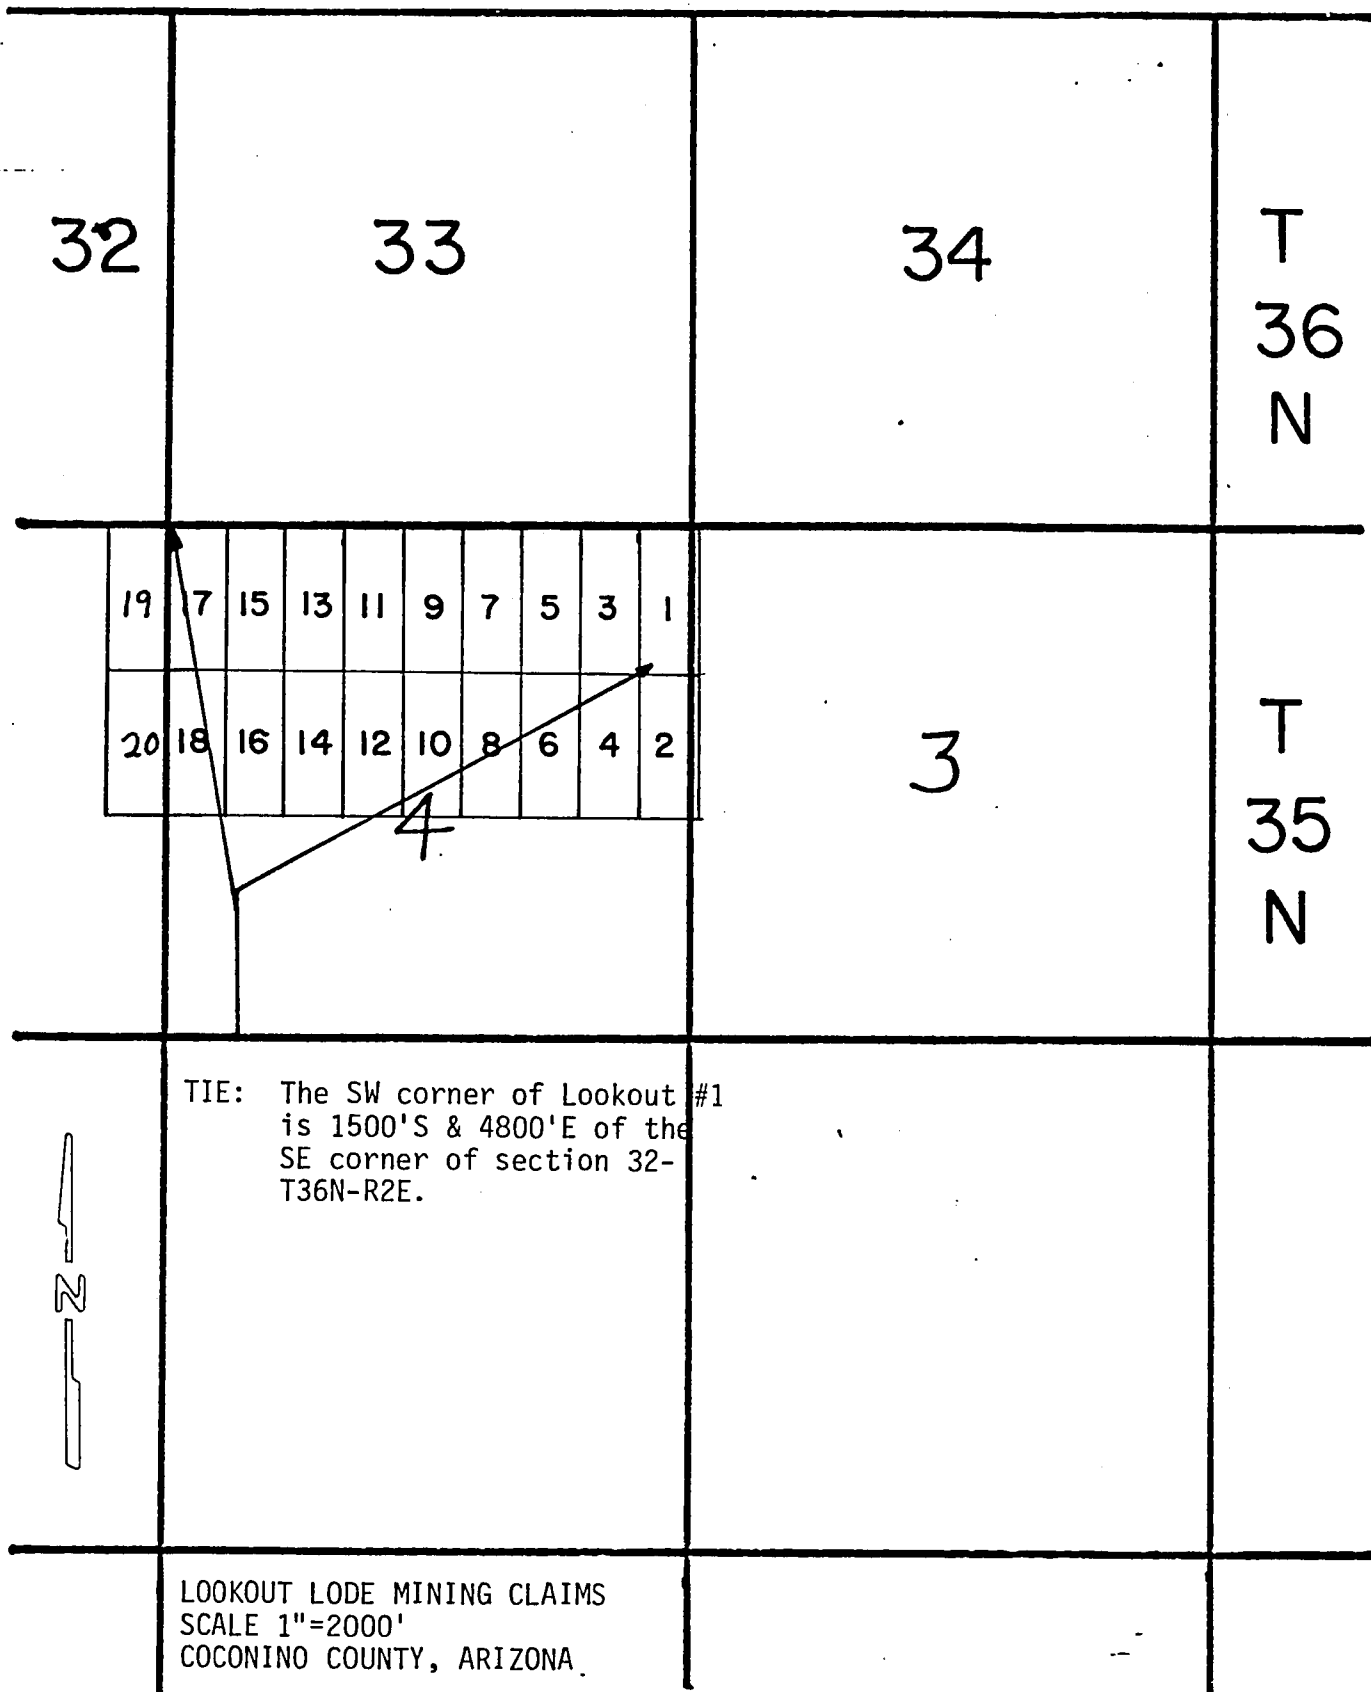 32 33 34
T
36
N
19 17 15 13 11 9 7 5 3 1
20 18 16 14 12 10 8 6 4 2
4
3
T
35
N
TIE: The SW corner of Lookout #1
is 1500'S & 4800'E of the
SE corner of section 32-
T36N-R2E.
N
LOOKOUT LODE MINING CLAIMS
SCALE 1"=2000'
COCONINO COUNTY, ARIZONA